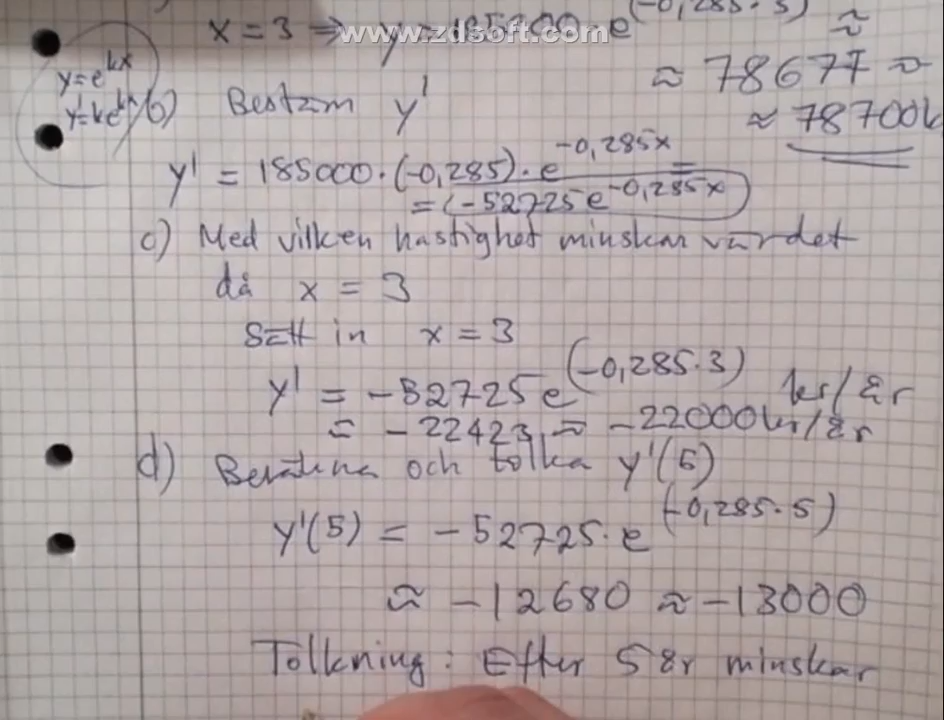 x = 3 ⇒ y = 185000 · e^(-0,285·3) ≈
www.zdsoft.com
≈ 78677 ≈
≈ 78700k
y = e^kx
y' = ke^kx
b) Bestäm y'
y' = 185000 · (-0,285) · e^-0,285x =
= (-52725 e^-0,285x)
c) Med vilken hastighet minskar värdet
då x = 3
Sätt in x = 3
y' = -52725 e^(-0,285·3) kr/år
≈ -22423 ≈ -22000 kr/år
d) Beräkna och tolka y'(5)
y'(5) = -52725 · e^(-0,285·5)
≈ -12680 ≈ -13000
Tolkning: Efter 5 år minskar